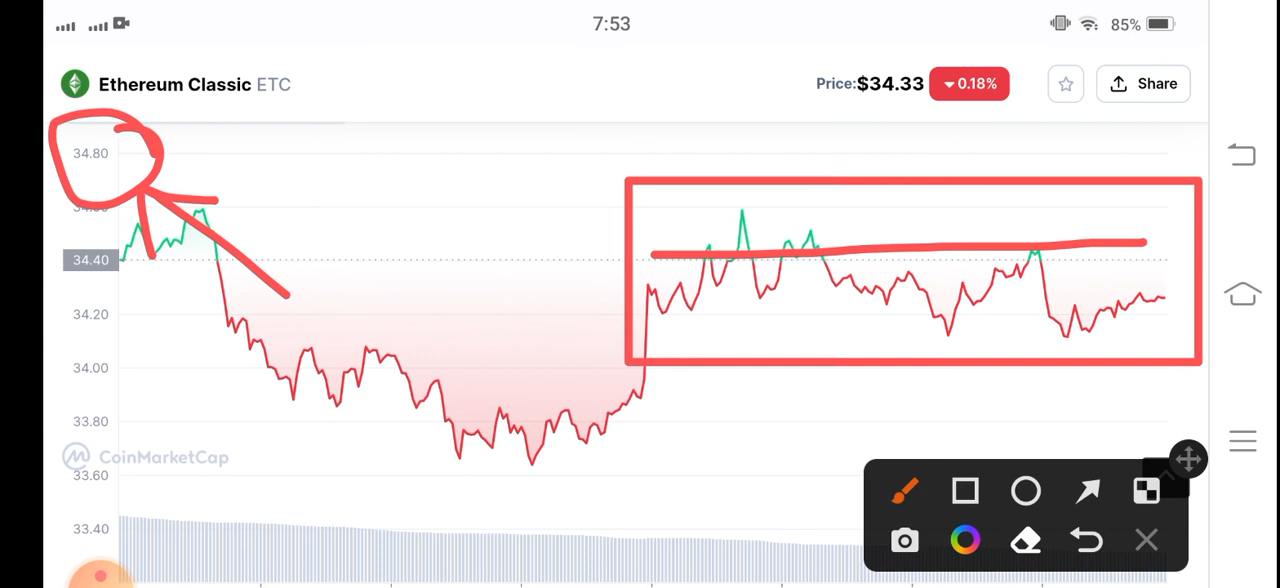 7:53
85%
Ethereum Classic ETC
Price:$34.33
0.18%
Share
34.80
34.40
34.20
34.00
33.80
CoinMarketCap
33.60
33.40